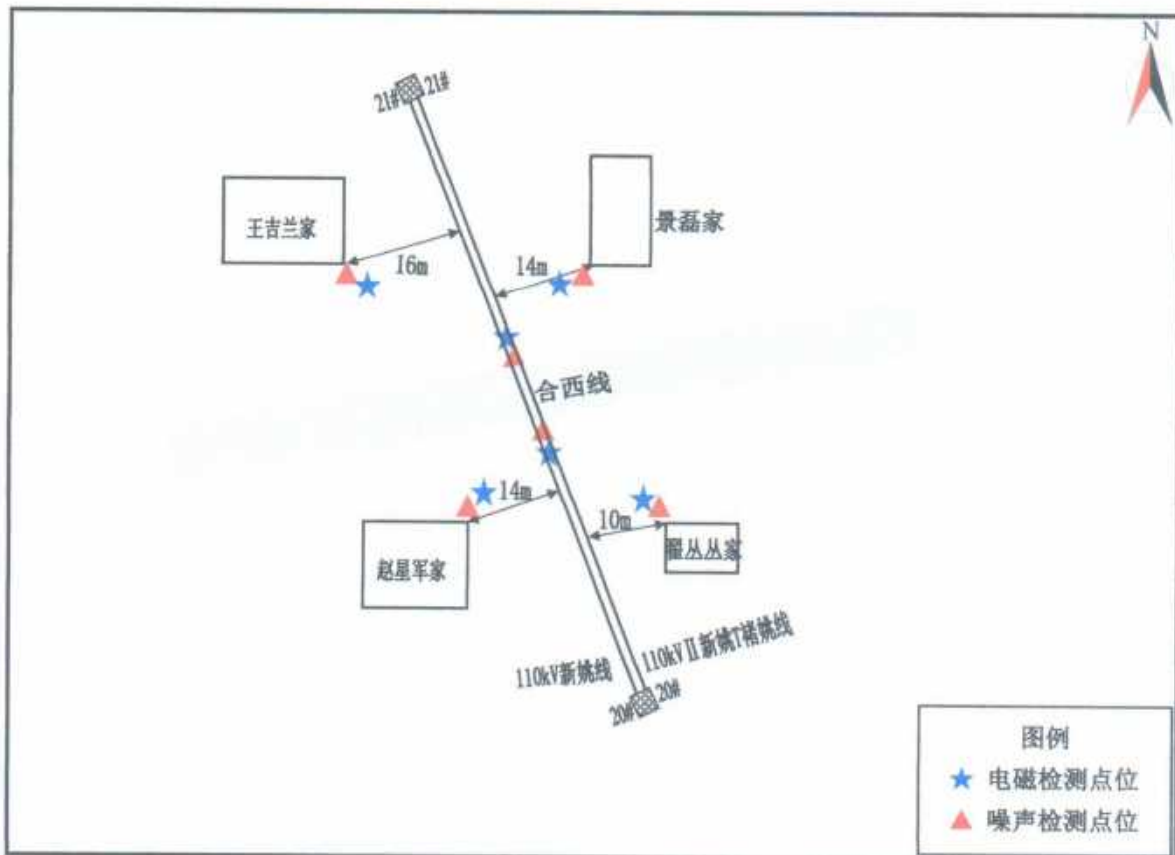 N
21#
21#
王吉兰家
景磊家
16m
14m
合西线
14m
10m
赵星军家
翟丛丛家
110kV新姚线
110kVⅡ新姚T褚姚线
20#
20#
图例
电磁检测点位
噪声检测点位